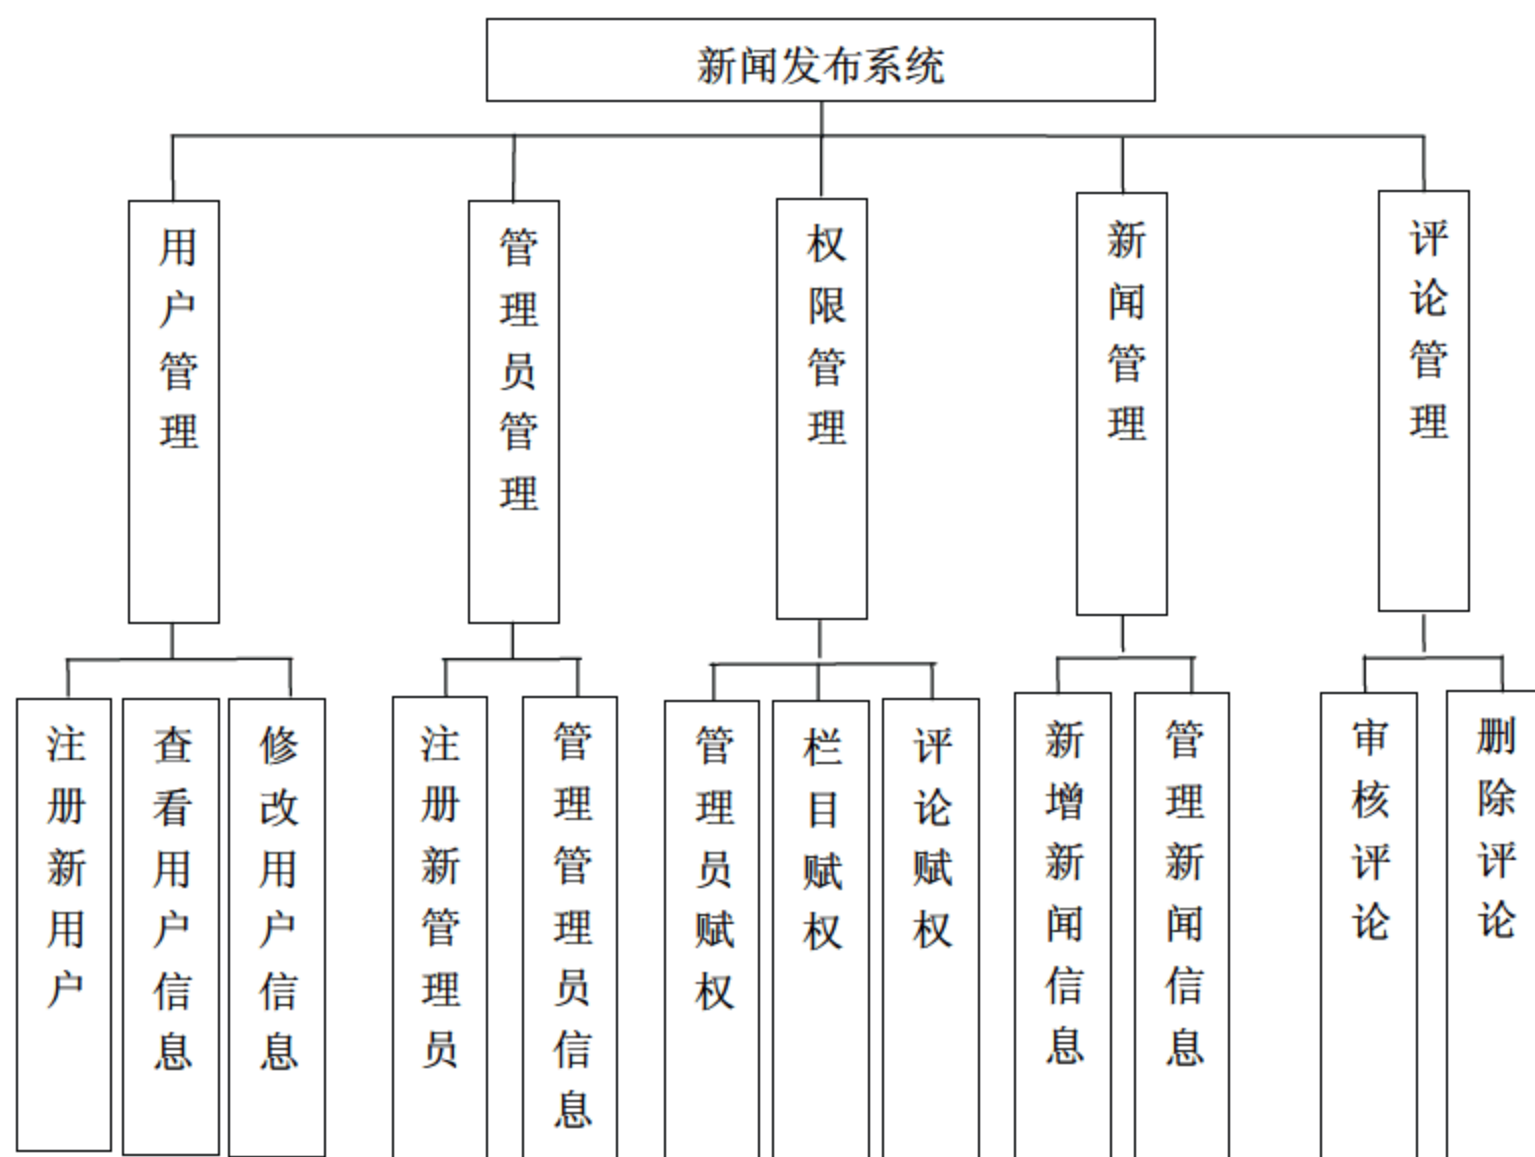 新闻发布系统
用户管理
管理员管理
权限管理
新闻管理
评论管理
注册新用户
查看用户信息
修改用户信息
注册新管理员
管理管理员信息
管理员赋权
栏目赋权
评论赋权
新增新闻信息
管理新闻信息
审核评论
删除评论